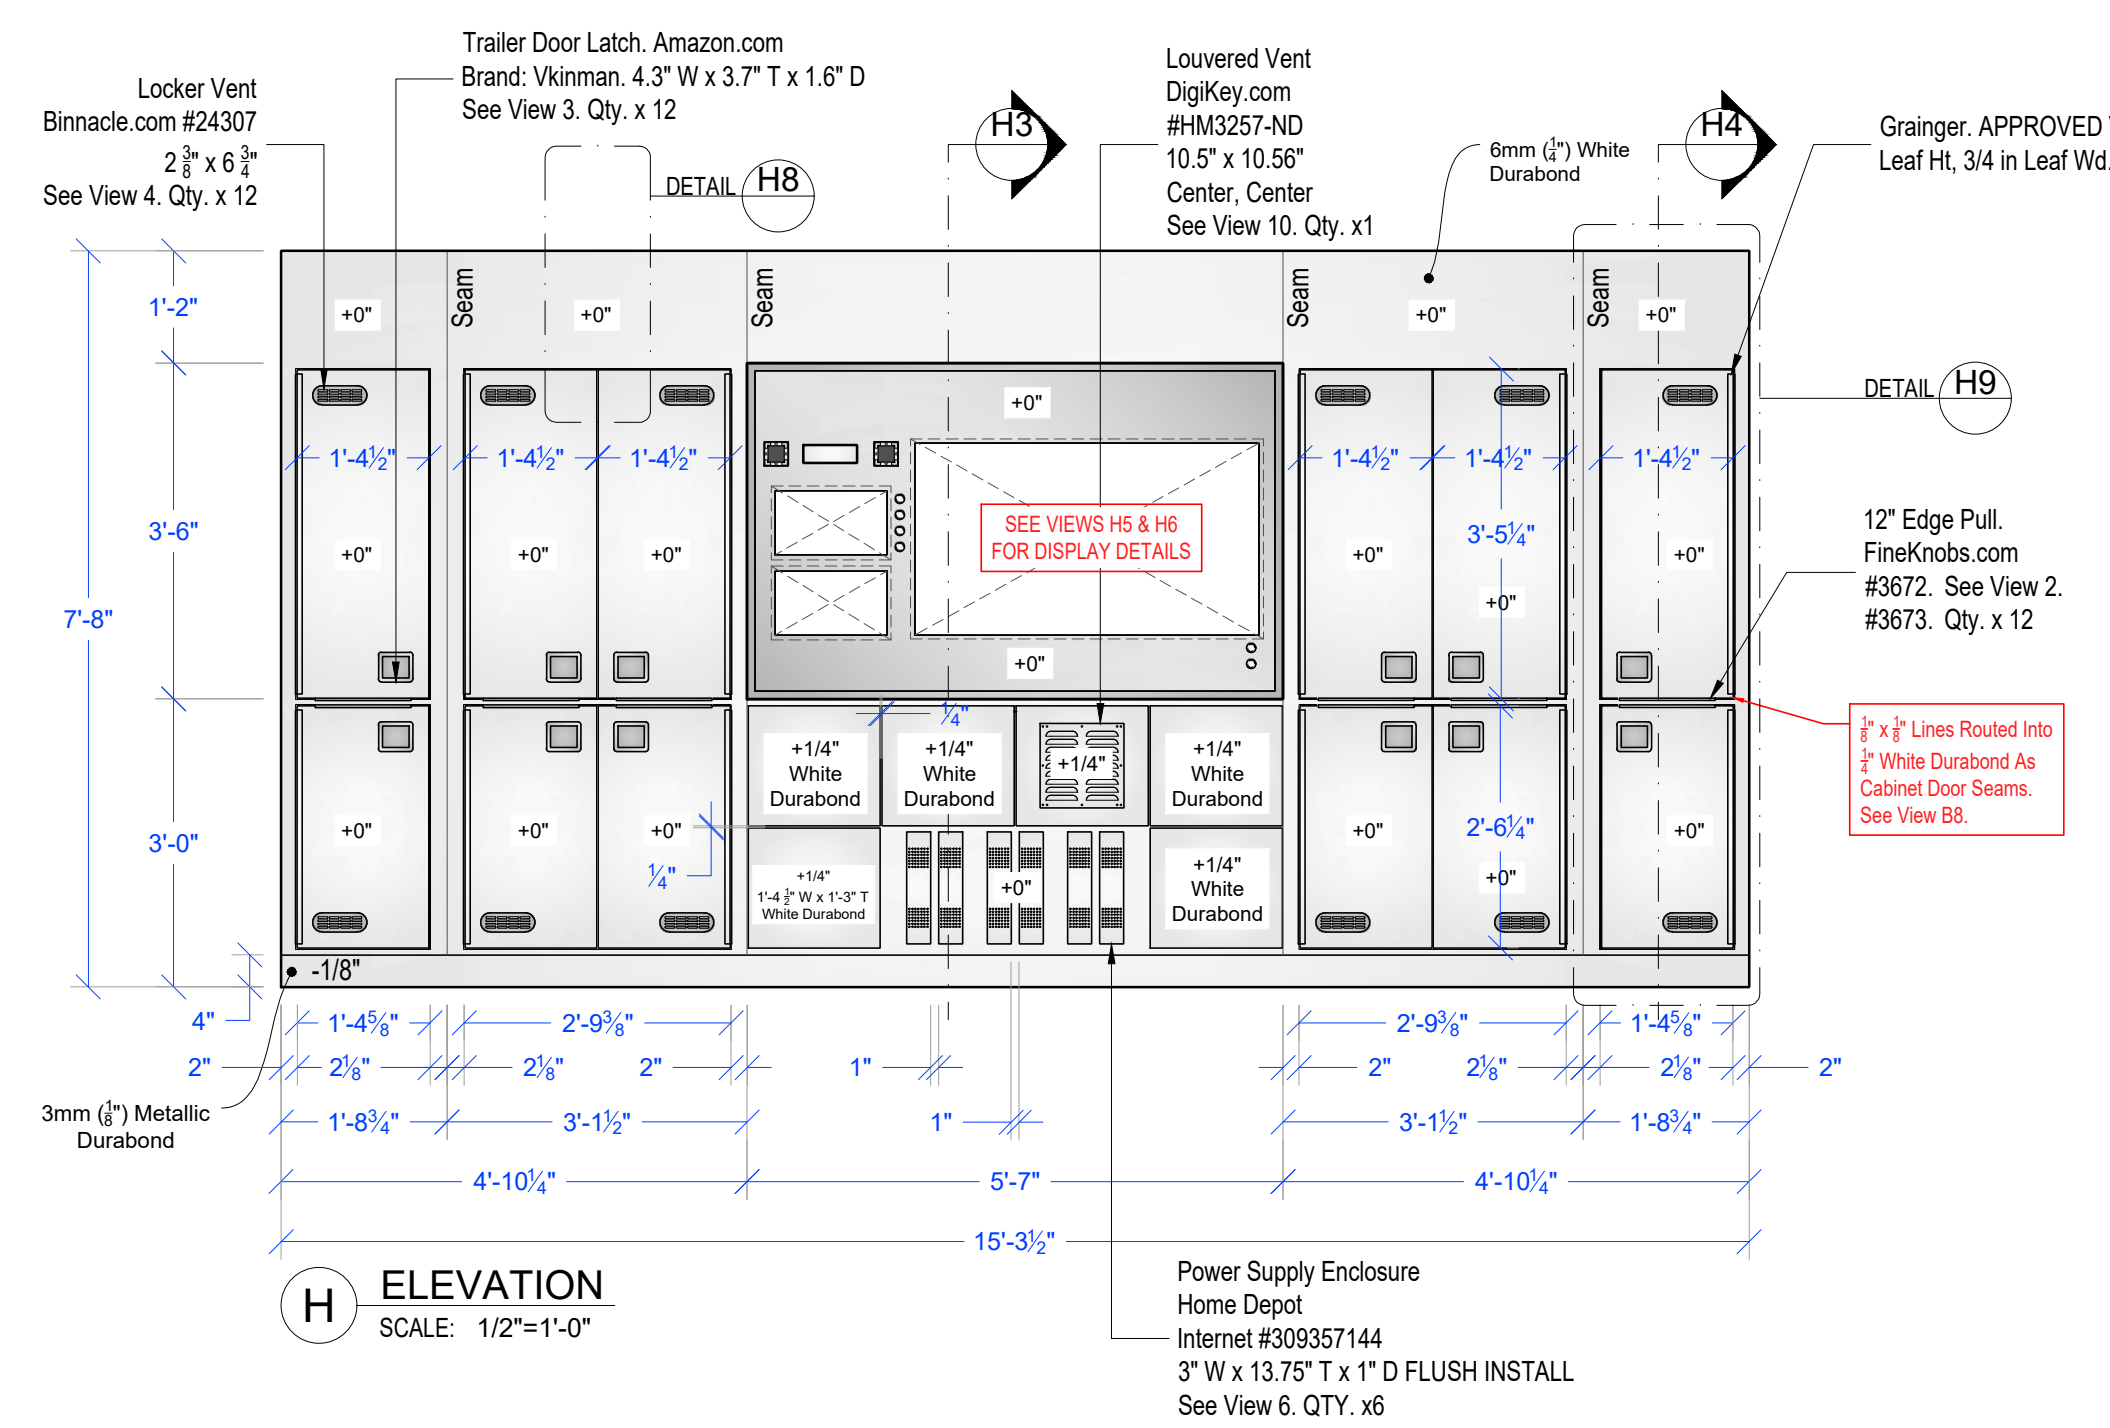 Trailer Door Latch. Amazon.com
Brand: Vkinman. 4.3" W x 3.7" T x 1.6" D
See View 3. Qty. x 12
Locker Vent
Binnacle.com #24307
2 3/8" x 6 3/4"
See View 4. Qty. x 12
DETAIL H8
H3
Louvered Vent
DigiKey.com
#HM3257-ND
10.5" x 10.56"
Center, Center
See View 10. Qty. x1
6mm (1/4") White
Durabond
H4
Grainger. APPROVED
Leaf Ht, 3/4 in Leaf Wd.
Seam
Seam
Seam
Seam
+0"
+0"
+0"
+0"
1'-2"
3'-6"
7'-8"
3'-0"
4"
DETAIL H9
+0"
1'-4½"
1'-4½"
1'-4½"
1'-4½"
1'-4½"
1'-4½"
SEE VIEWS H5 & H6
FOR DISPLAY DETAILS
3'-5¼"
+0"
+0"
+0"
+0"
+0"
+0"
+0"
12" Edge Pull.
FineKnobs.com
#3672. See View 2.
#3673. Qty. x 12
¼"
+1/4"
White
Durabond
+1/4"
White
Durabond
+1/4"
+1/4"
White
Durabond
1/8" x 1/8" Lines Routed Into
1/4" White Durabond As
Cabinet Door Seams.
See View B8.
+0"
+0"
+0"
+0"
2'-6¼"
+0"
+0"
¼"
+1/4"
1'-4 1/2" W x 1'-3" T
White Durabond
+0"
+1/4"
White
Durabond
-1/8"
1'-4⅝"
2'-9⅜"
2'-9⅜"
1'-4⅝"
2"
2⅛"
2⅛"
2"
1"
2"
2⅛"
2⅛"
2"
3mm (1/8") Metallic
Durabond
1'-8¾"
3'-1½"
1"
3'-1½"
1'-8¾"
4'-10¼"
5'-7"
4'-10¼"
15'-3½"
H ELEVATION
SCALE: 1/2"=1'-0"
Power Supply Enclosure
Home Depot
Internet #309357144
3" W x 13.75" T x 1" D FLUSH INSTALL
See View 6. QTY. x6